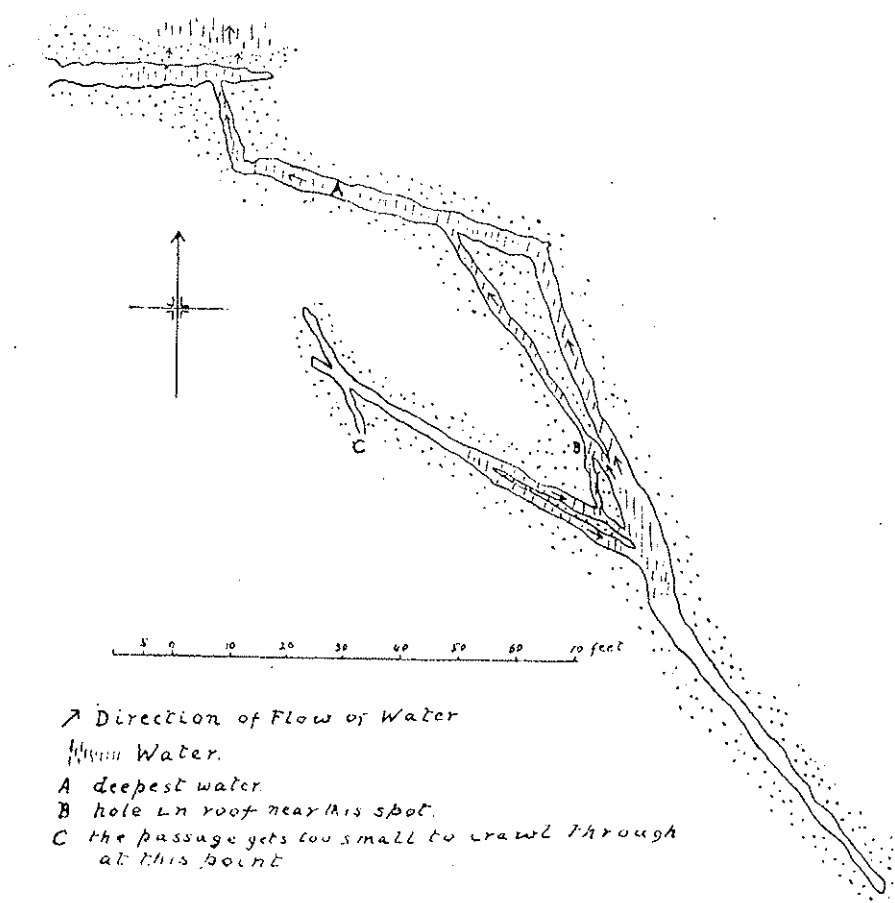 A
B
C
5 0 10 20 30 40 50 60 70 feet
↗ Direction of Flow of Water
Water.
A deepest water.
B hole in roof near this spot.
C the passage gets too small to crawl through
at this point